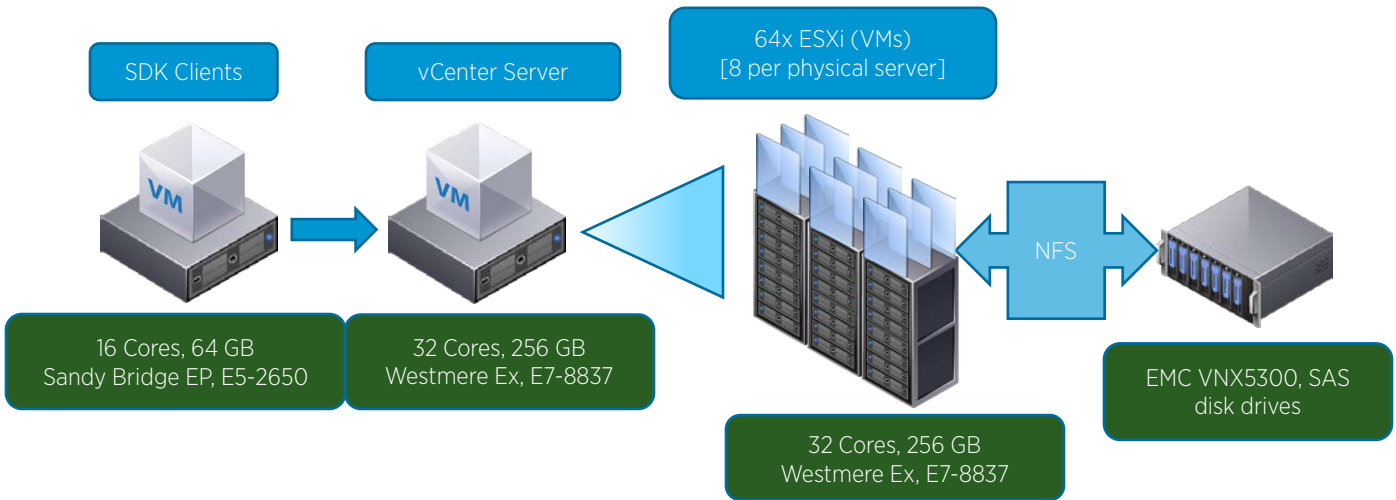 SDK Clients
vCenter Server
64x ESXi (VMs)
[8 per physical server]
VM
VM
NFS
16 Cores, 64 GB
Sandy Bridge EP, E5-2650
32 Cores, 256 GB
Westmere Ex, E7-8837
32 Cores, 256 GB
Westmere Ex, E7-8837
EMC VNX5300, SAS
disk drives